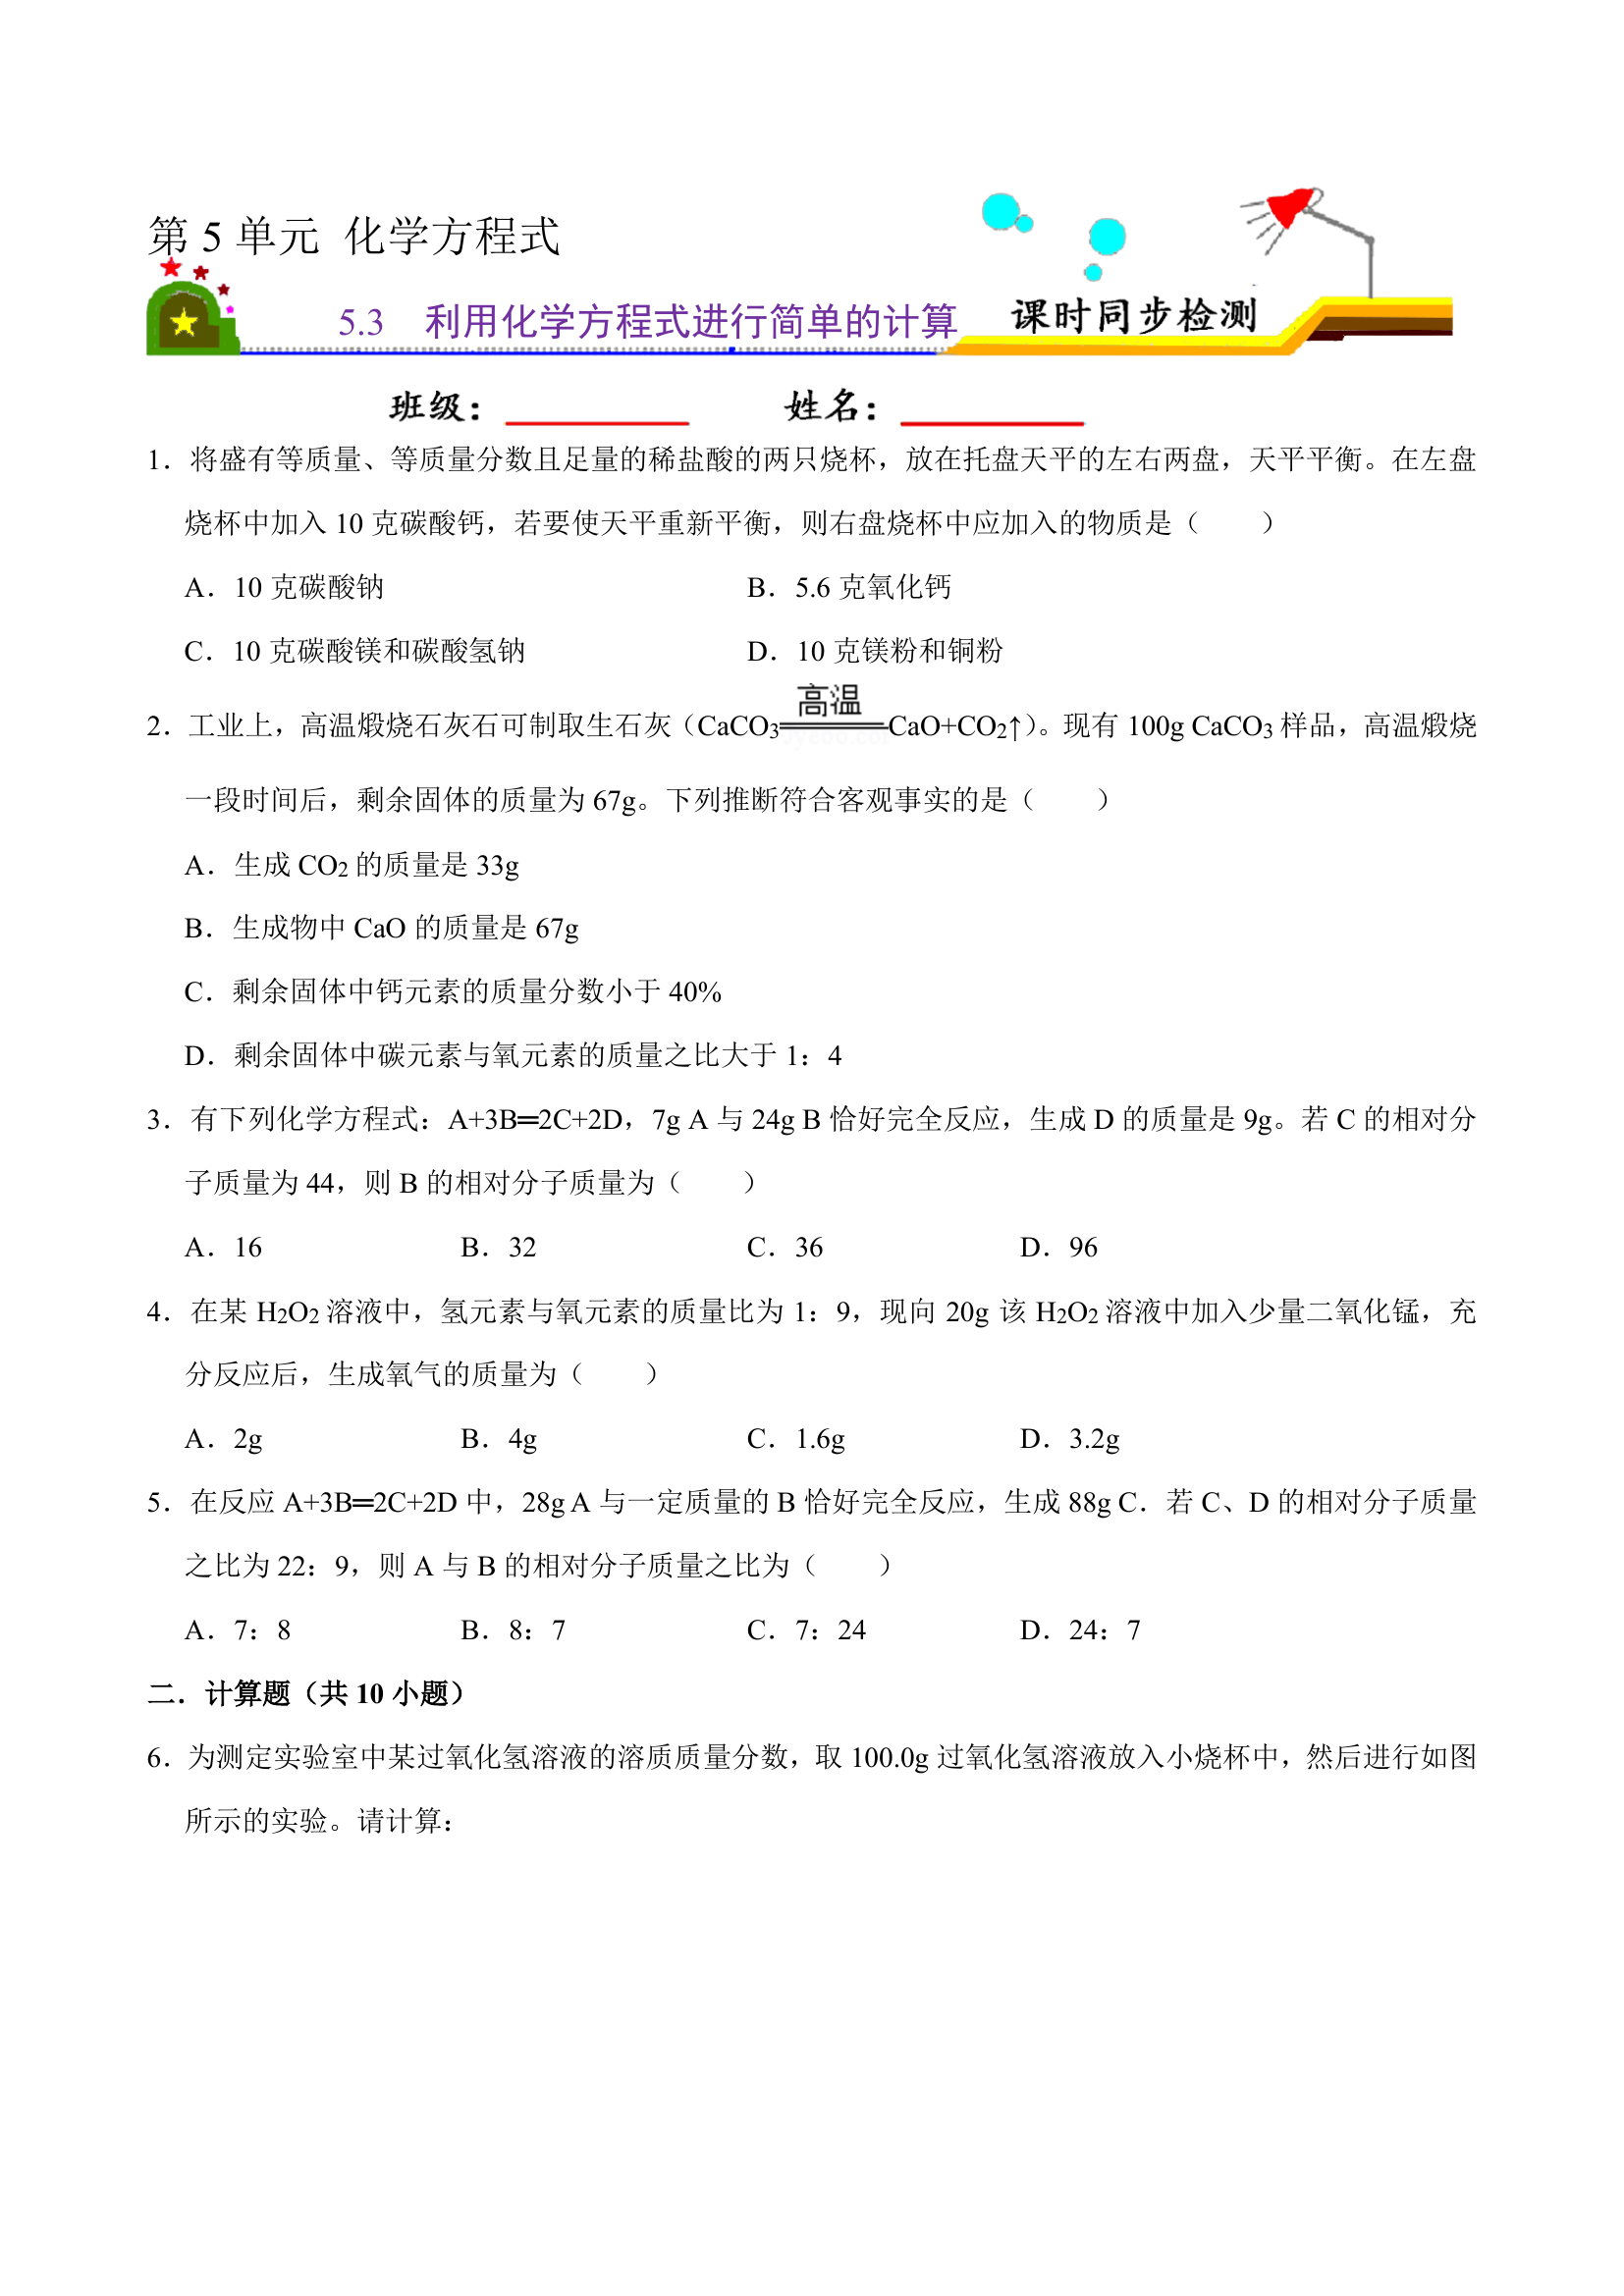 第 5 单元 化学方程式
5.3 利用化学方程式进行简单的计算 课时同步检测
班级： 姓名：
1．将盛有等质量、等质量分数且足量的稀盐酸的两只烧杯，放在托盘天平的左右两盘，天平平衡。在左盘
烧杯中加入 10 克碳酸钙，若要使天平重新平衡，则右盘烧杯中应加入的物质是（　　）
A．10 克碳酸钠 B．5.6 克氧化钙
C．10 克碳酸镁和碳酸氢钠 D．10 克镁粉和铜粉
高温
2．工业上，高温煅烧石灰石可制取生石灰（CaCO3═CaO+CO2↑）。现有 100g CaCO3 样品，高温煅烧
一段时间后，剩余固体的质量为 67g。下列推断符合客观事实的是（　　）
A．生成 CO2 的质量是 33g
B．生成物中 CaO 的质量是 67g
C．剩余固体中钙元素的质量分数小于 40%
D．剩余固体中碳元素与氧元素的质量之比大于 1：4
3．有下列化学方程式：A+3B═2C+2D，7g A 与 24g B 恰好完全反应，生成 D 的质量是 9g。若 C 的相对分
子质量为 44，则 B 的相对分子质量为（　　）
A．16 B．32 C．36 D．96
4．在某 H2O2 溶液中，氢元素与氧元素的质量比为 1：9，现向 20g 该 H2O2 溶液中加入少量二氧化锰，充
分反应后，生成氧气的质量为（　　）
A．2g B．4g C．1.6g D．3.2g
5．在反应 A+3B═2C+2D 中，28g A 与一定质量的 B 恰好完全反应，生成 88g C．若 C、D 的相对分子质量
之比为 22：9，则 A 与 B 的相对分子质量之比为（　　）
A．7：8 B．8：7 C．7：24 D．24：7
二．计算题（共 10 小题）
6．为测定实验室中某过氧化氢溶液的溶质质量分数，取 100.0g 过氧化氢溶液放入小烧杯中，然后进行如图
所示的实验。请计算：